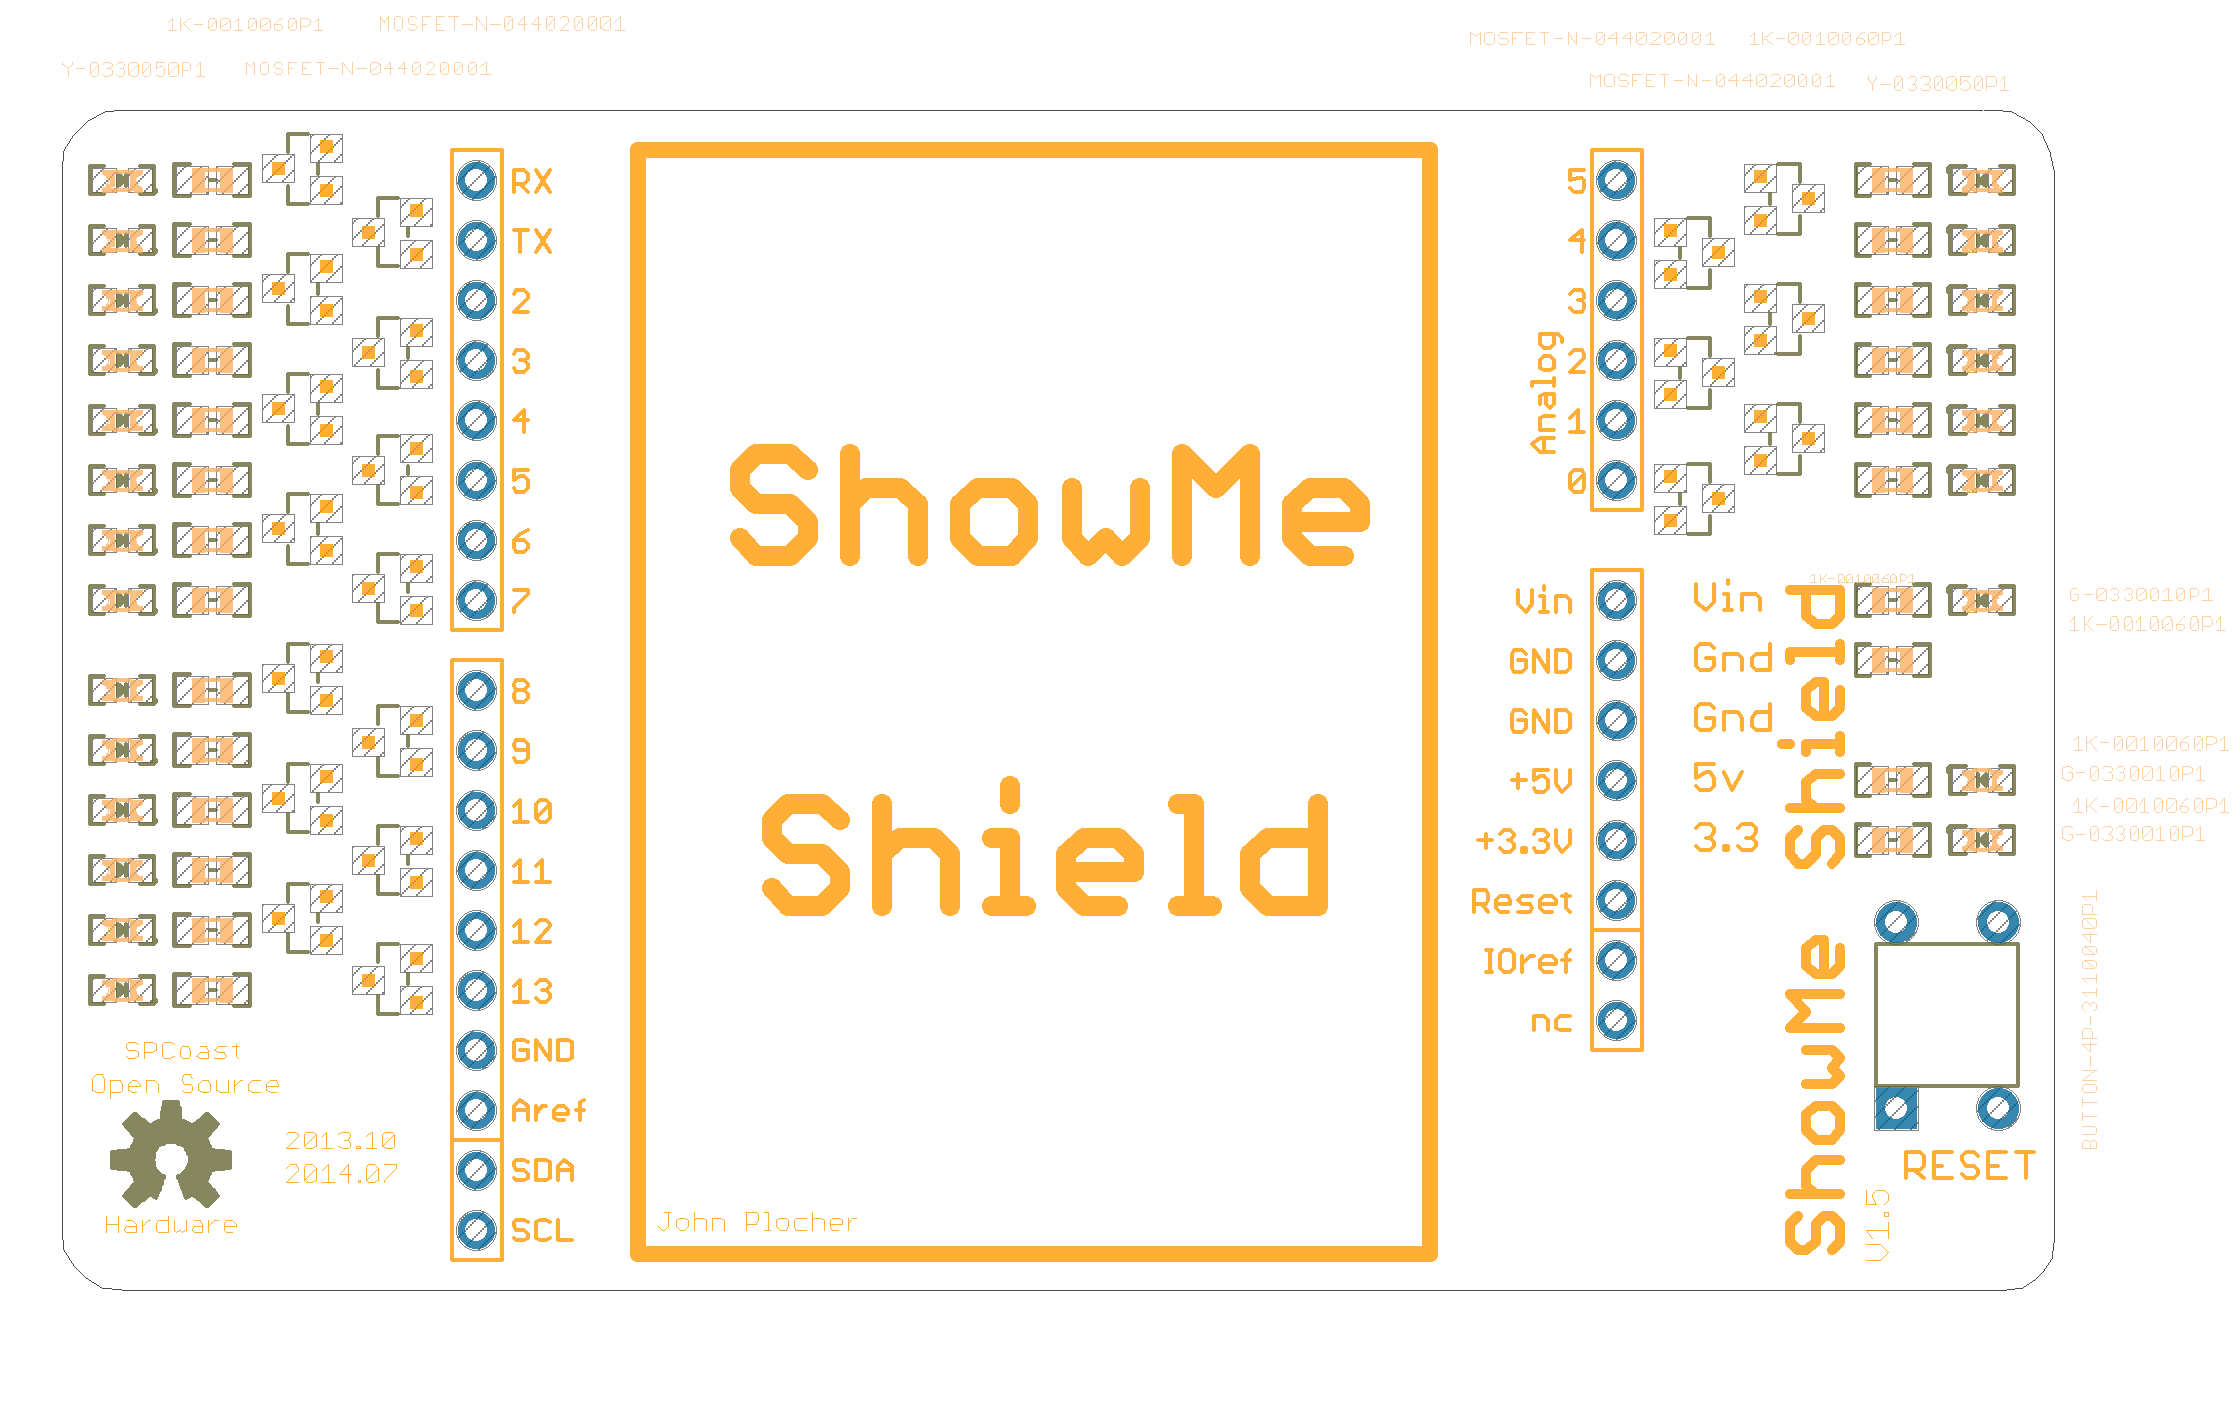 1K-0010060P1
MOSFET-N-044020001
Y-0330050P1
MOSFET-N-044020001
MOSFET-N-044020001
1K-0010060P1
MOSFET-N-044020001
Y-0330050P1
RX
TX
2
3
4
5
6
7
8
9
10
11
12
13
GND
Aref
SDA
SCL
SPCoast
Open Source
Hardware
2013.10
2014.07
ShowMe
Shield
John Plocher
5
4
3
2
1
0
Analog
Vin
GND
GND
+5V
+3.3V
Reset
IOref
nc
Vin
Gnd
Gnd
5v
3.3
ShowMe Shield
V1.5
1K-0010060P1
G-0330010P1
1K-0010060P1
1K-0010060P1
G-0330010P1
1K-0010060P1
G-0330010P1
BUTTON-4P-3110040P1
RESET